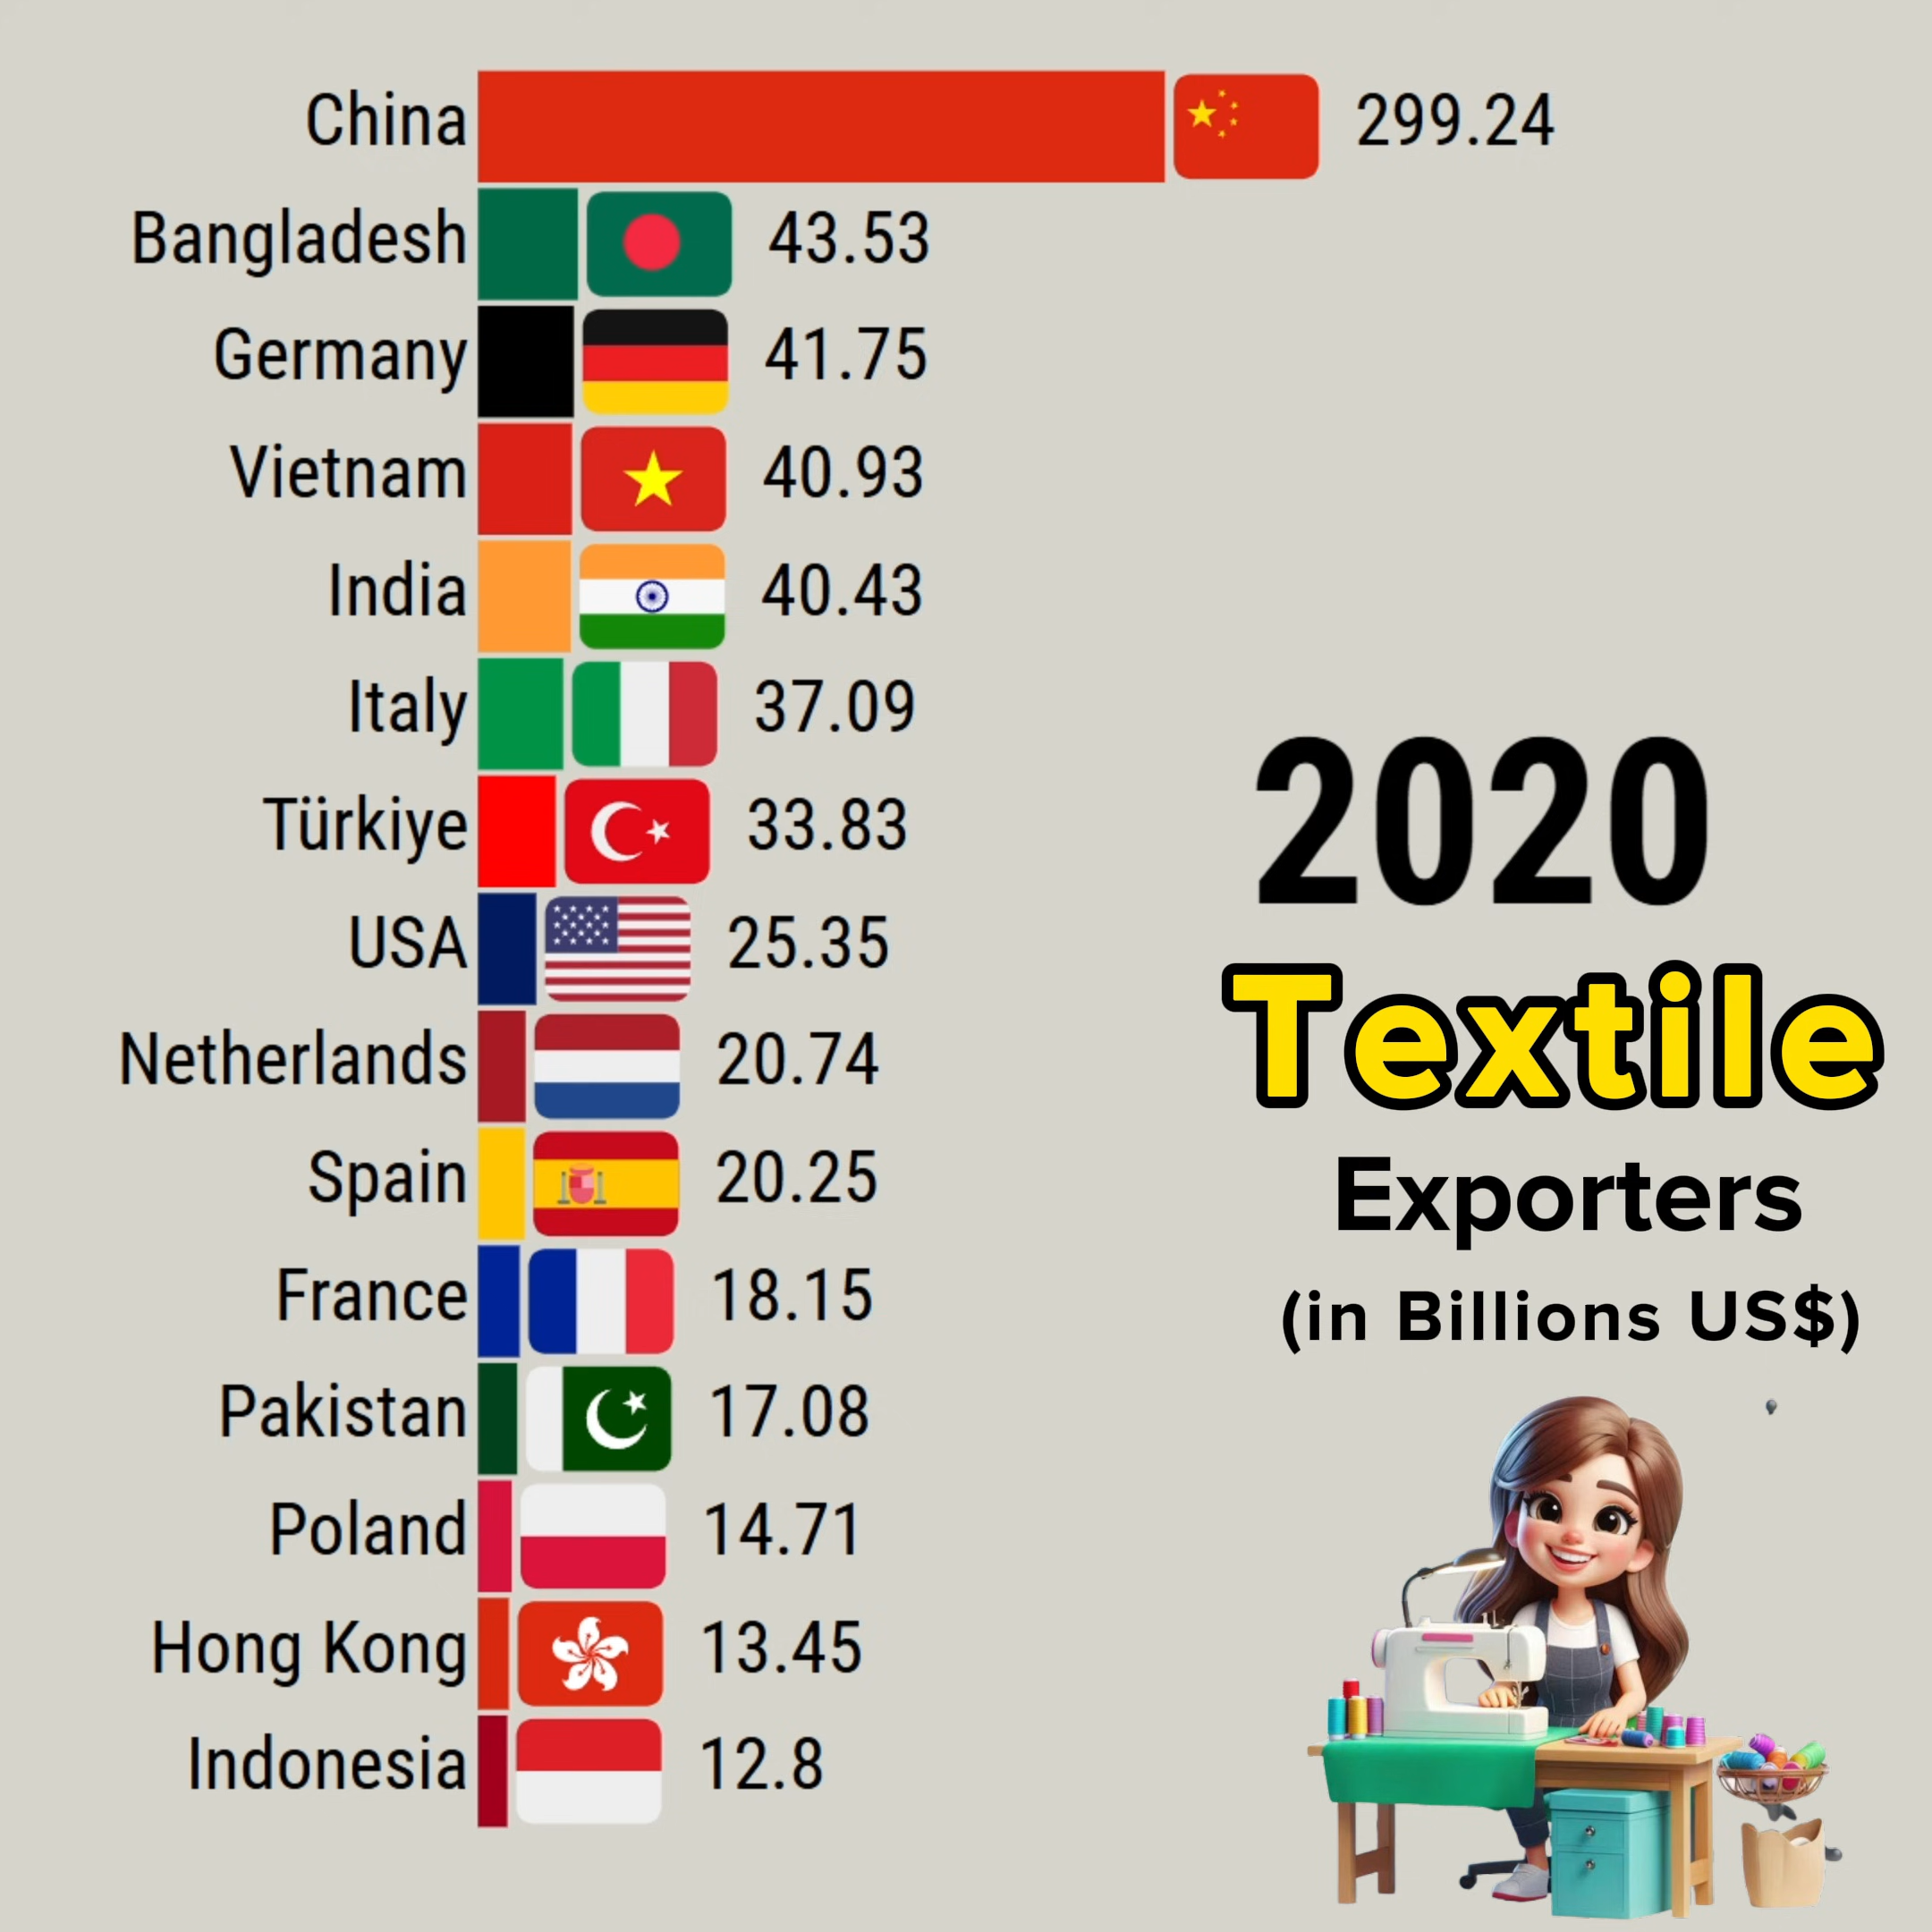 China 299.24
Bangladesh 43.53
Germany 41.75
Vietnam 40.93
India 40.43
Italy 37.09
Türkiye 33.83
USA 25.35
Netherlands 20.74
Spain 20.25
France 18.15
Pakistan 17.08
Poland 14.71
Hong Kong 13.45
Indonesia 12.8
2020
Textile
Exporters
(in Billions US$)